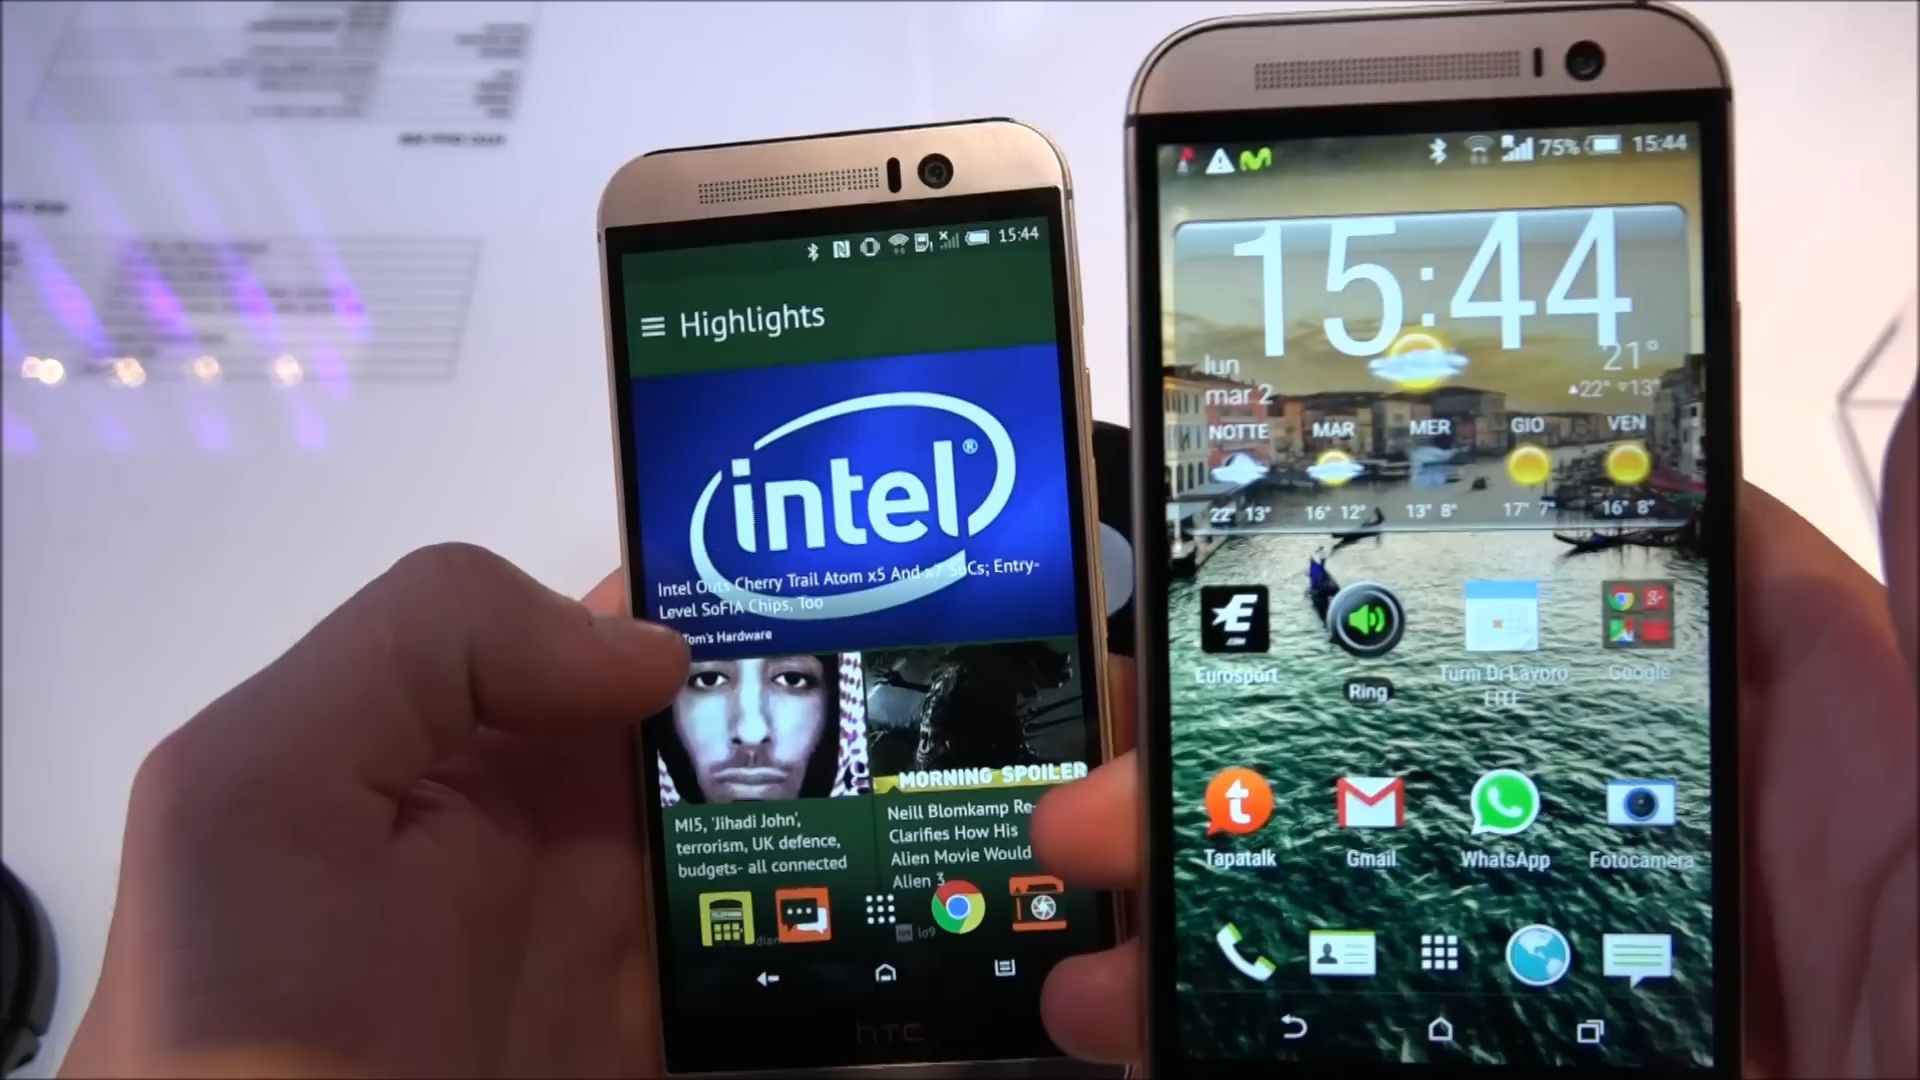 15:44
Highlights
intel®
Intel Outs Cherry Trail Atom x5 And x7 SoCs; Entry-
Level SoFIA Chips, Too
Tom's Hardware
MI5, 'Jihadi John',
terrorism, UK defence,
budgets- all connected
MORNING SPOILER
Neill Blomkamp Re-
Clarifies How His
Alien Movie Would
Alien 3
io9
hTC
75% 15:44
15:44
lun
mar 2
21°
▲22° ▿13°
NOTTE MAR MER GIO VEN
22° 13° 16° 12° 13° 8° 17° 7° 16° 8°
Eurosport
Ring
Turni Di Lavoro
LITE
Google
Tapatalk
Gmail
WhatsApp
Fotocamera